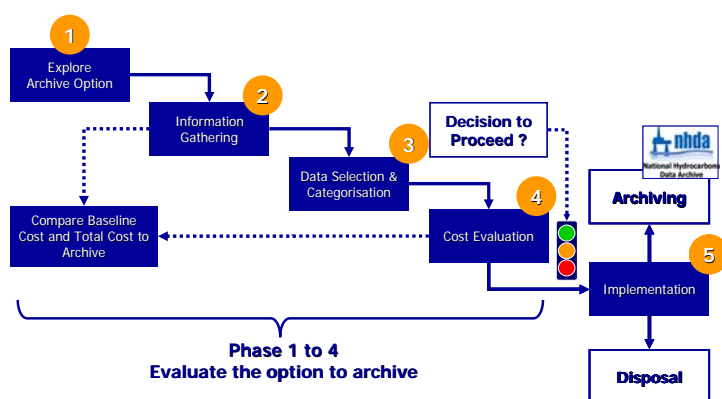 1
Explore
Archive Option
2
Information
Gathering
3
Data Selection &
Categorisation
Decision to
Proceed ?
4
Cost Evaluation
Compare Baseline
Cost and Total Cost to
Archive
nhda
National Hydrocarbons
Data Archive
Archiving
5
Implementation
Disposal
Phase 1 to 4
Evaluate the option to archive